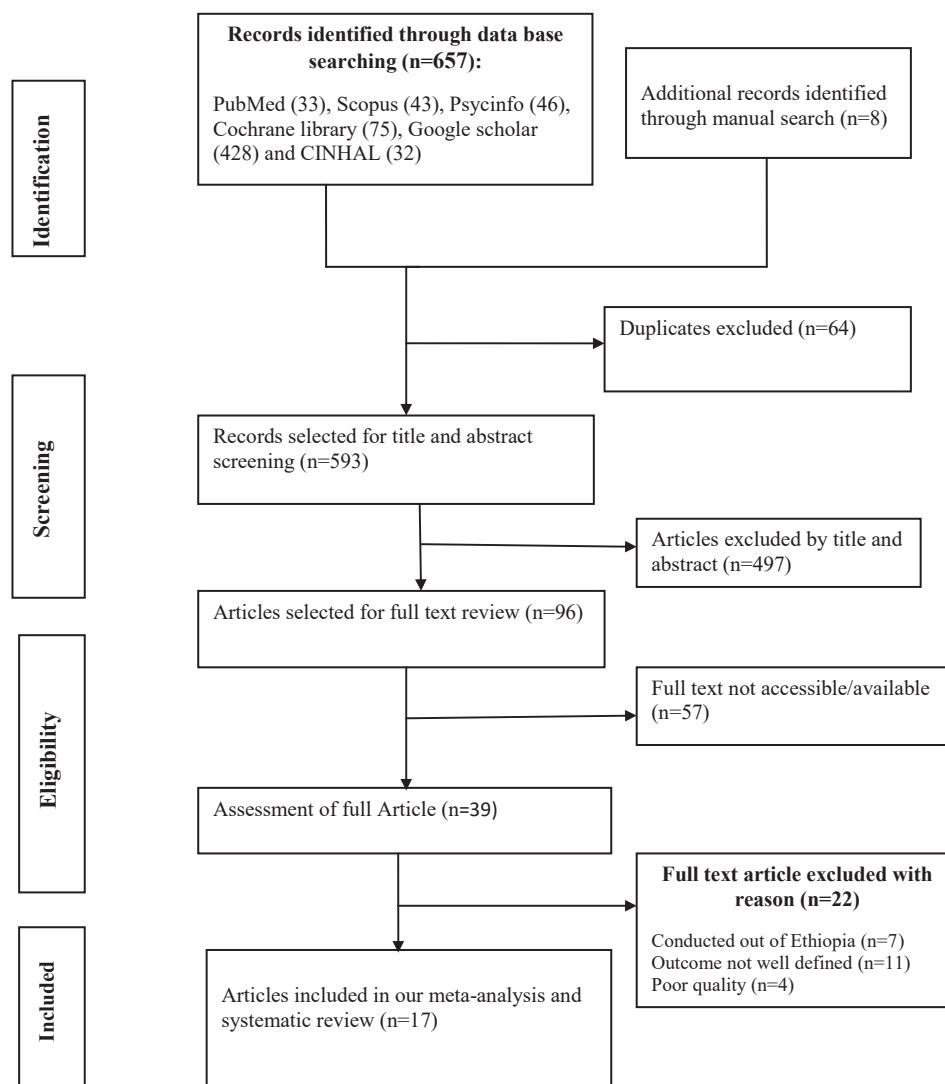 Records identified through data base
searching (n=657):
PubMed (33), Scopus (43), Psycinfo (46),
Cochrane library (75), Google scholar
(428) and CINHAL (32)
Additional records identified
through manual search (n=8)
Identification
Duplicates excluded (n=64)
Screening
Records selected for title and abstract
screening (n=593)
Articles excluded by title and
abstract (n=497)
Articles selected for full text review (n=96)
Eligibility
Full text not accessible/available
(n=57)
Assessment of full Article (n=39)
Full text article excluded with
reason (n=22)
Conducted out of Ethiopia (n=7)
Outcome not well defined (n=11)
Poor quality (n=4)
Included
Articles included in our meta-analysis and
systematic review (n=17)